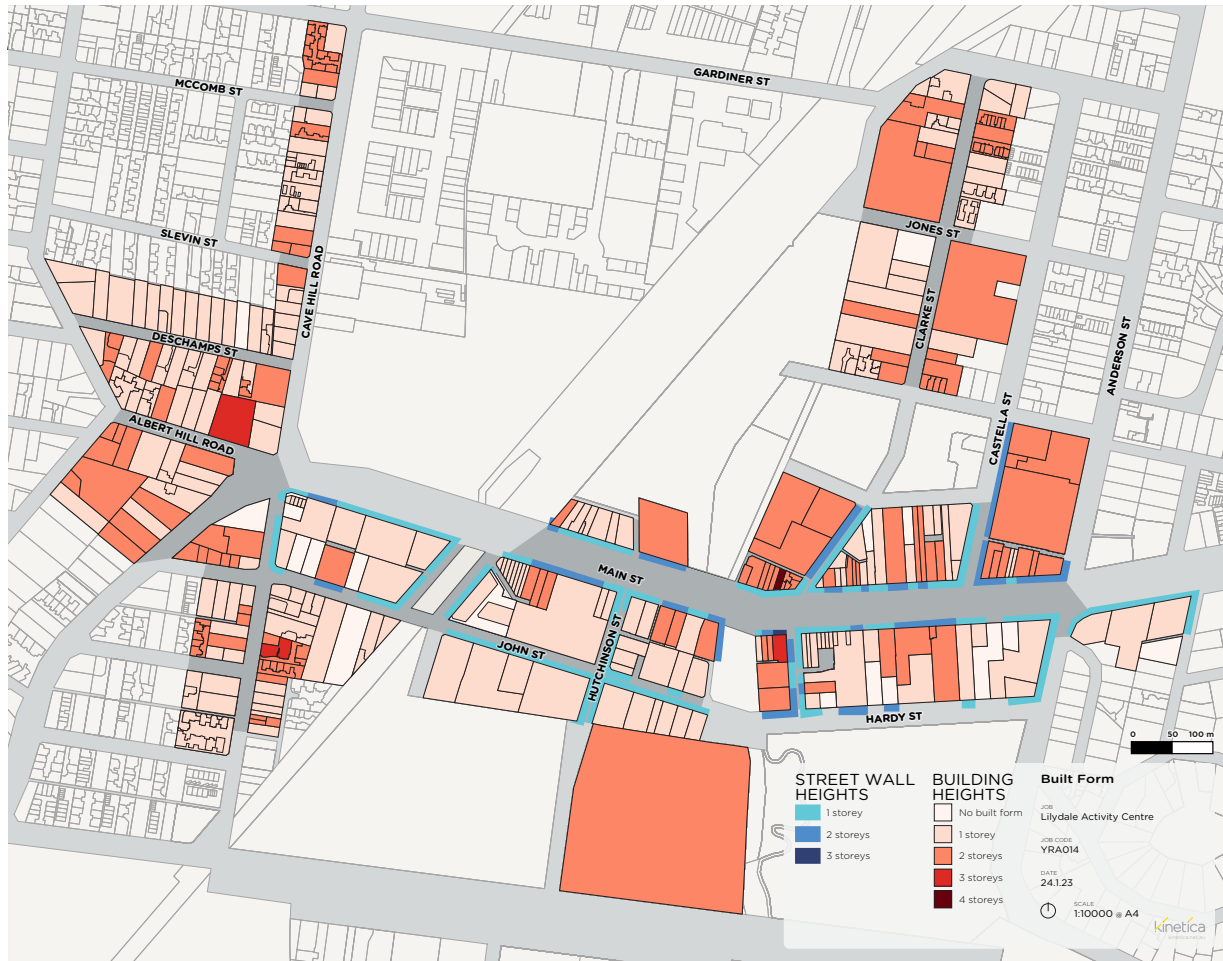 GARDINER ST
MCCOMB ST
SLEVIN ST
CAVE HILL ROAD
JONES ST
DESCHAMPS ST
CLARKE ST
ANDERSON ST
ALBERT HILL ROAD
CASTELLA ST
MAIN ST
JOHN ST
HUTCHINSON ST
HARDY ST
0 50 100 m
STREET WALL
HEIGHTS
1 storey
2 storeys
3 storeys
BUILDING
HEIGHTS
No built form
1 storey
2 storeys
3 storeys
4 storeys
Built Form
JOB
Lilydale Activity Centre
JOB CODE
YRA014
DATE
24.1.23
SCALE
1:10000 @ A4
kinetica